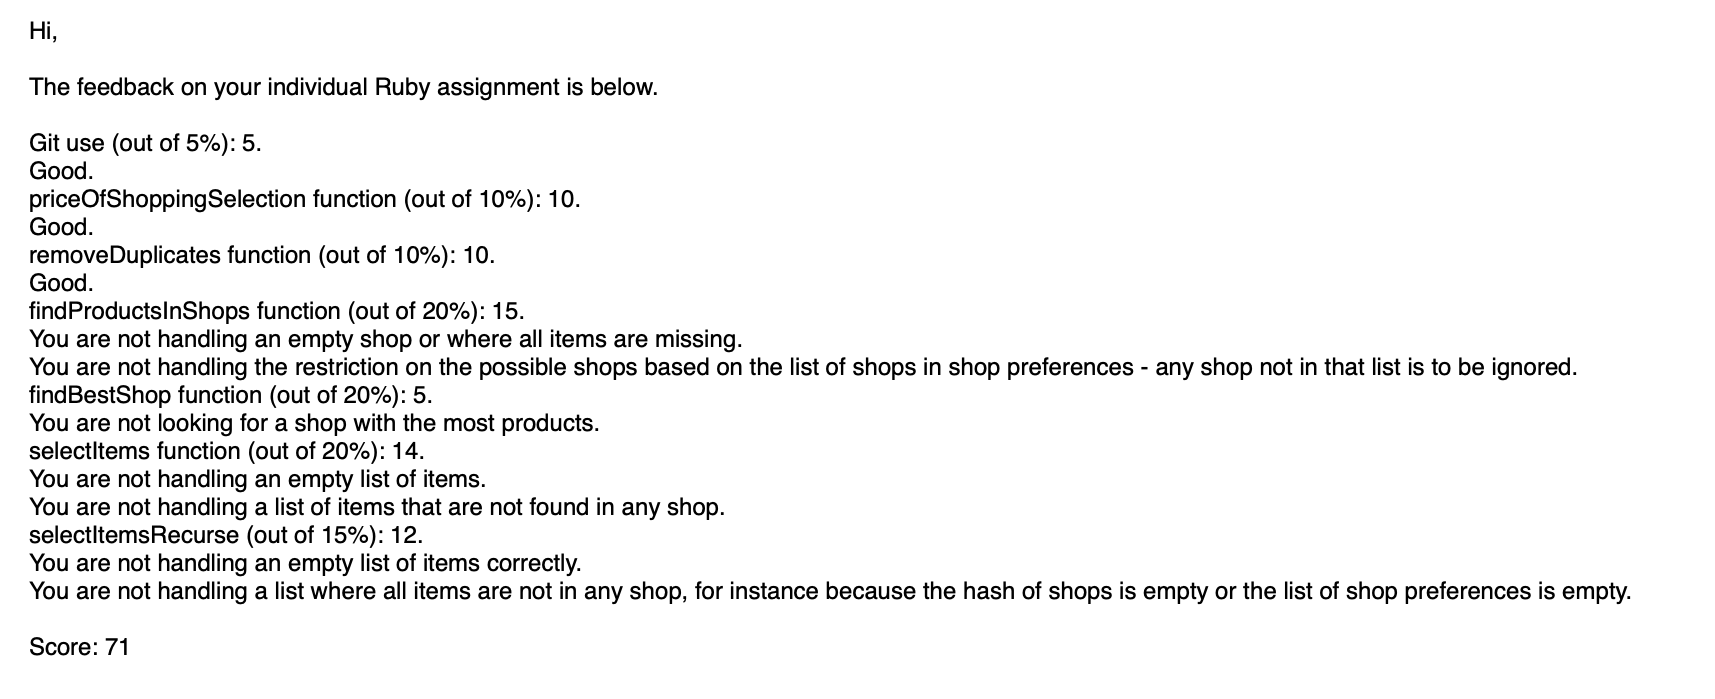 Hi,
The feedback on your individual Ruby assignment is below.
Git use (out of 5%): 5.
Good.
priceOfShoppingSelection function (out of 10%): 10.
Good.
removeDuplicates function (out of 10%): 10.
Good.
findProductsInShops function (out of 20%): 15.
You are not handling an empty shop or where all items are missing.
You are not handling the restriction on the possible shops based on the list of shops in shop preferences - any shop not in that list is to be ignored.
findBestShop function (out of 20%): 5.
You are not looking for a shop with the most products.
selectItems function (out of 20%): 14.
You are not handling an empty list of items.
You are not handling a list of items that are not found in any shop.
selectItemsRecurse (out of 15%): 12.
You are not handling an empty list of items correctly.
You are not handling a list where all items are not in any shop, for instance because the hash of shops is empty or the list of shop preferences is empty.
Score: 71